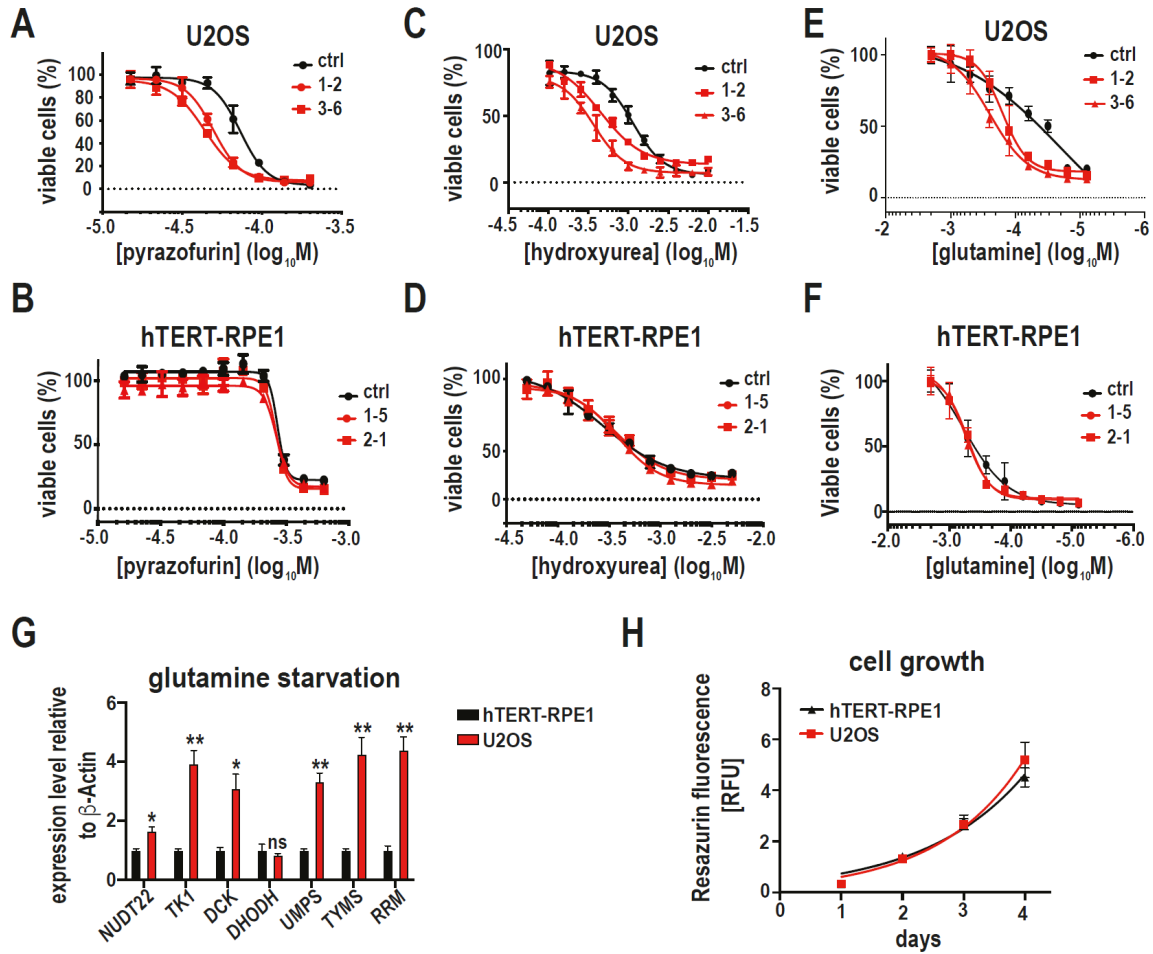 A
U2OS
ctrl
1-2
3-6
viable cells (%)
100
80
60
40
20
0
-5.0 -4.5 -4.0 -3.5
[pyrazofurin] (log10M)
C
U2OS
ctrl
1-2
3-6
viable cells (%)
100
50
0
-4.5 -4.0 -3.5 -3.0 -2.5 -2.0 -1.5
[hydroxyurea] (log10M)
E
U2OS
ctrl
1-2
3-6
viable cells (%)
100
50
0
-2 -3 -4 -5 -6
[glutamine] (log10M)
B
hTERT-RPE1
ctrl
1-5
2-1
viable cells (%)
100
50
0
-5.0 -4.5 -4.0 -3.5 -3.0
[pyrazofurin] (log10M)
D
hTERT-RPE1
ctrl
1-5
2-1
viable cells (%)
100
50
0
-4.5 -4.0 -3.5 -3.0 -2.5 -2.0
[hydroxyurea] (log10M)
F
hTERT-RPE1
ctrl
1-5
2-1
Viable cells (%)
100
50
0
-2.0 -3.0 -4.0 -5.0 -6.0
[glutamine] (log10M)
G
glutamine starvation
hTERT-RPE1
U2OS
expression level relative
to β-Actin
6
4
2
0
* ** * ns ** ** **
NUDT22 TK1 DCK DHODH UMPS TYMS RRM
H
cell growth
hTERT-RPE1
U2OS
Resazurin fluorescence
[RFU]
8
6
4
2
0
0 1 2 3 4
days